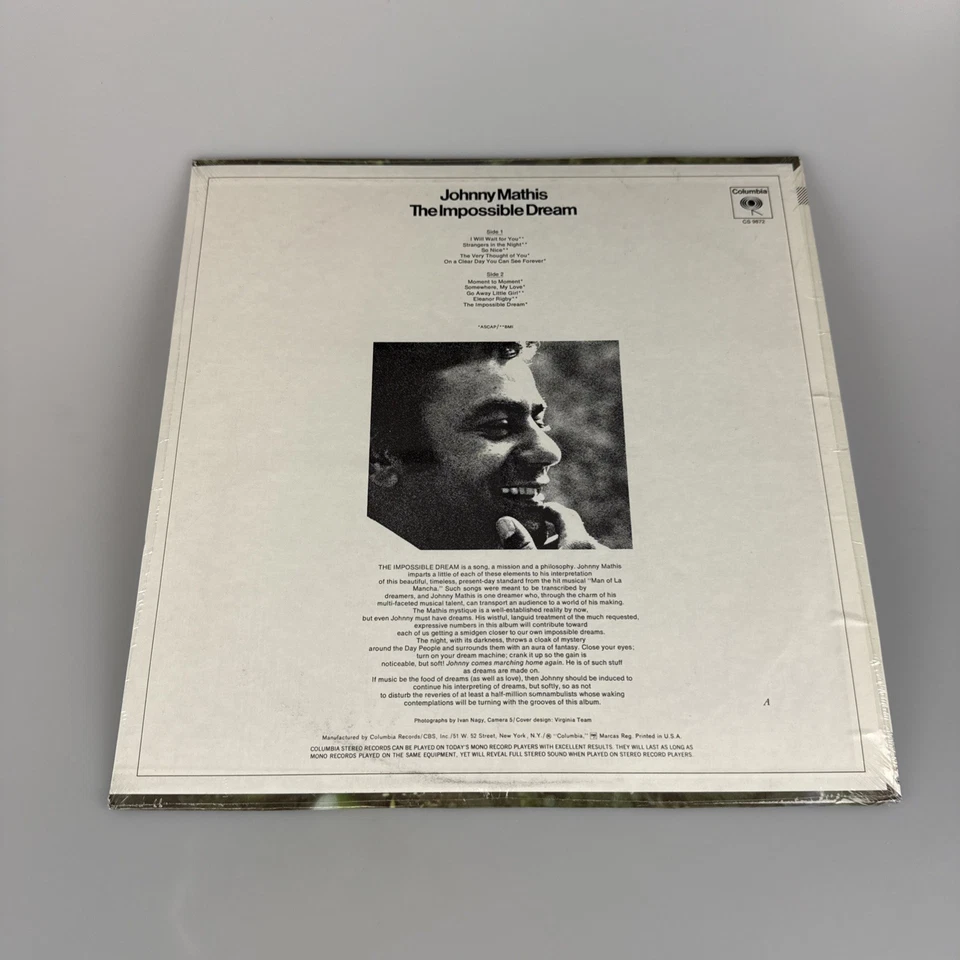 Johnny Mathis
The Impossible Dream
Columbia
CS 9872
Side 1
I Will Wait for You**
Strangers in the Night**
So Nice**
The Very Thought of You*
On a Clear Day You Can See Forever*
Side 2
Moment to Moment*
Somewhere, My Love*
Go Away Little Girl**
Eleanor Rigby**
The Impossible Dream*
*ASCAP/**BMI
THE IMPOSSIBLE DREAM is a song, a mission and a philosophy. Johnny Mathis
imparts a little of each of these elements to his interpretation
of this beautiful, timeless, present-day standard from the hit musical "Man of La
Mancha." Such songs were meant to be transcribed by
dreamers, and Johnny Mathis is one dreamer who, through the charm of his
multi-faceted musical talent, can transport an audience to a world of his making.
The Mathis mystique is a well-established reality by now,
but even Johnny must have dreams. His wistful, languid treatment of the much requested,
expressive numbers in this album will contribute toward
each of us getting a smidgen closer to our own impossible dreams.
The night, with its darkness, throws a cloak of mystery
around the Day People and surrounds them with an aura of fantasy. Close your eyes;
turn on your dream machine; crank it up so the gain is
noticeable, but soft! Johnny comes marching home again. He is of such stuff
as dreams are made on.
If music be the food of dreams (as well as love), then Johnny should be induced to
continue his interpreting of dreams, but softly, so as not
to disturb the reveries of at least a half-million somnambulists whose waking
contemplations will be turning with the grooves of this album.
A
Photographs by Ivan Nagy, Camera 5/Cover design: Virginia Team
Manufactured by Columbia Records/CBS, Inc./51 W. 52 Street, New York, N.Y./® "Columbia," Marcas Reg. Printed in U.S.A.
COLUMBIA STEREO RECORDS CAN BE PLAYED ON TODAY'S MONO RECORD PLAYERS WITH EXCELLENT RESULTS. THEY WILL LAST AS LONG AS
MONO RECORDS PLAYED ON THE SAME EQUIPMENT, YET WILL REVEAL FULL STEREO SOUND WHEN PLAYED ON STEREO RECORD PLAYERS.